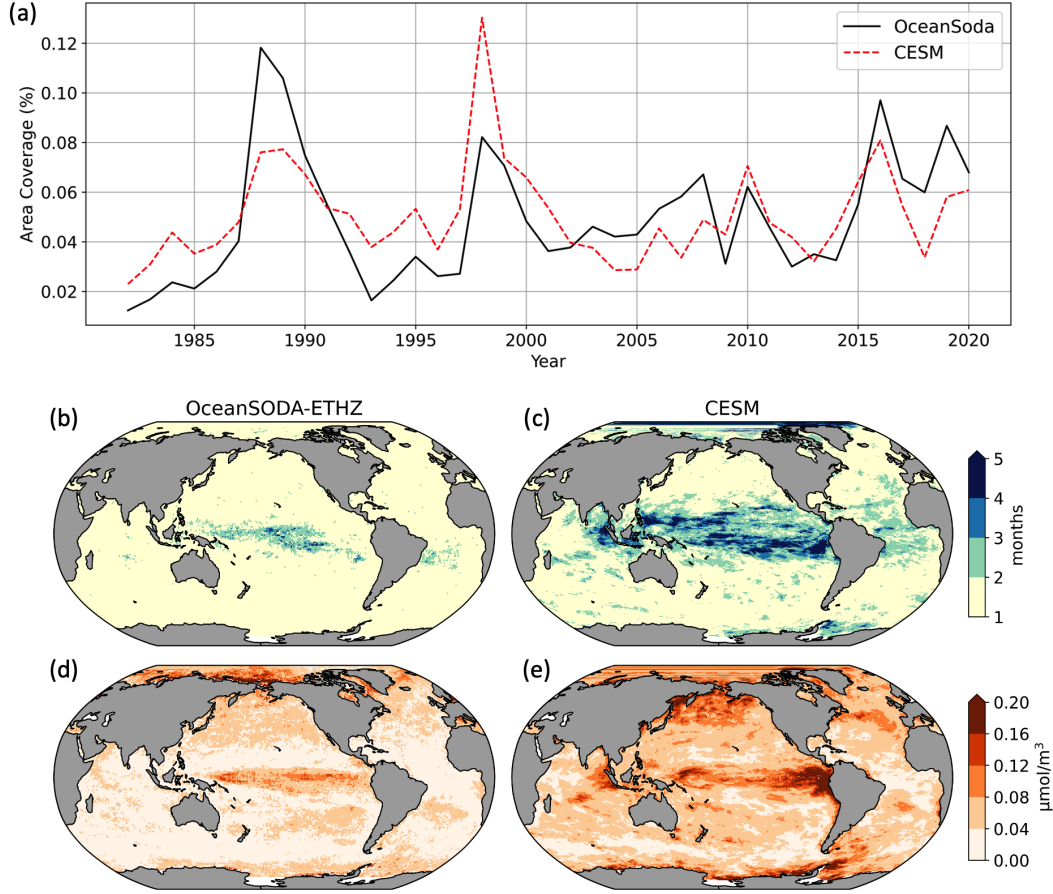 (a)
OceanSoda
CESM
Area Coverage (%)
0.12
0.10
0.08
0.06
0.04
0.02
1985
1990
1995
2000
2005
2010
2015
2020
Year
(b)
OceanSODA-ETHZ
(c)
CESM
5
4
3
2
1
months
(d)
(e)
0.20
0.16
0.12
0.08
0.04
0.00
μmol/m³